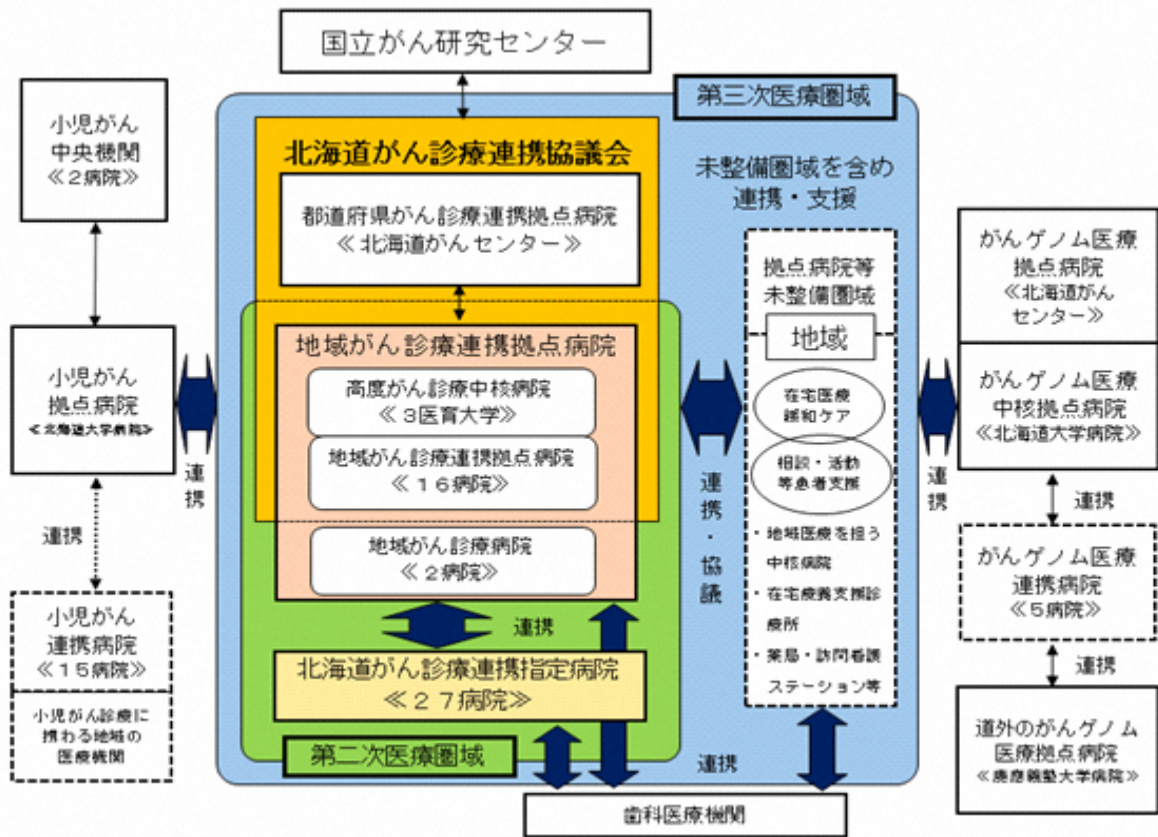 国立がん研究センター
第三次医療圏域
小児がん
中央機関
≪2病院≫
北海道がん診療連携協議会
都道府県がん診療連携拠点病院
≪北海道がんセンター≫
未整備圏域を含め
連携・支援
拠点病院等
未整備圏域
地域
在宅医療
緩和ケア
相談・活動
等患者支援
・地域医療を担う
中核病院
・在宅療養支援診
療所
・薬局・訪問看護
ステーション等
がんゲノム医療
拠点病院
≪北海道がん
センター≫
がんゲノム医療
中核拠点病院
≪北海道大学病院≫
小児がん
拠点病院
≪北海道大学病院≫
連携
地域がん診療連携拠点病院
高度がん診療中核病院
≪3医育大学≫
地域がん診療連携拠点病院
≪16病院≫
地域がん診療病院
≪2病院≫
連携・協議
連携
連携
小児がん
連携病院
≪15病院≫
小児がん診療に
携わる地域の
医療機関
連携
北海道がん診療連携指定病院
≪27病院≫
第二次医療圏域
連携
歯科医療機関
がんゲノム医療
連携病院
≪5病院≫
連携
道外のがんゲノム
医療拠点病院
≪慶應義塾大学病院≫